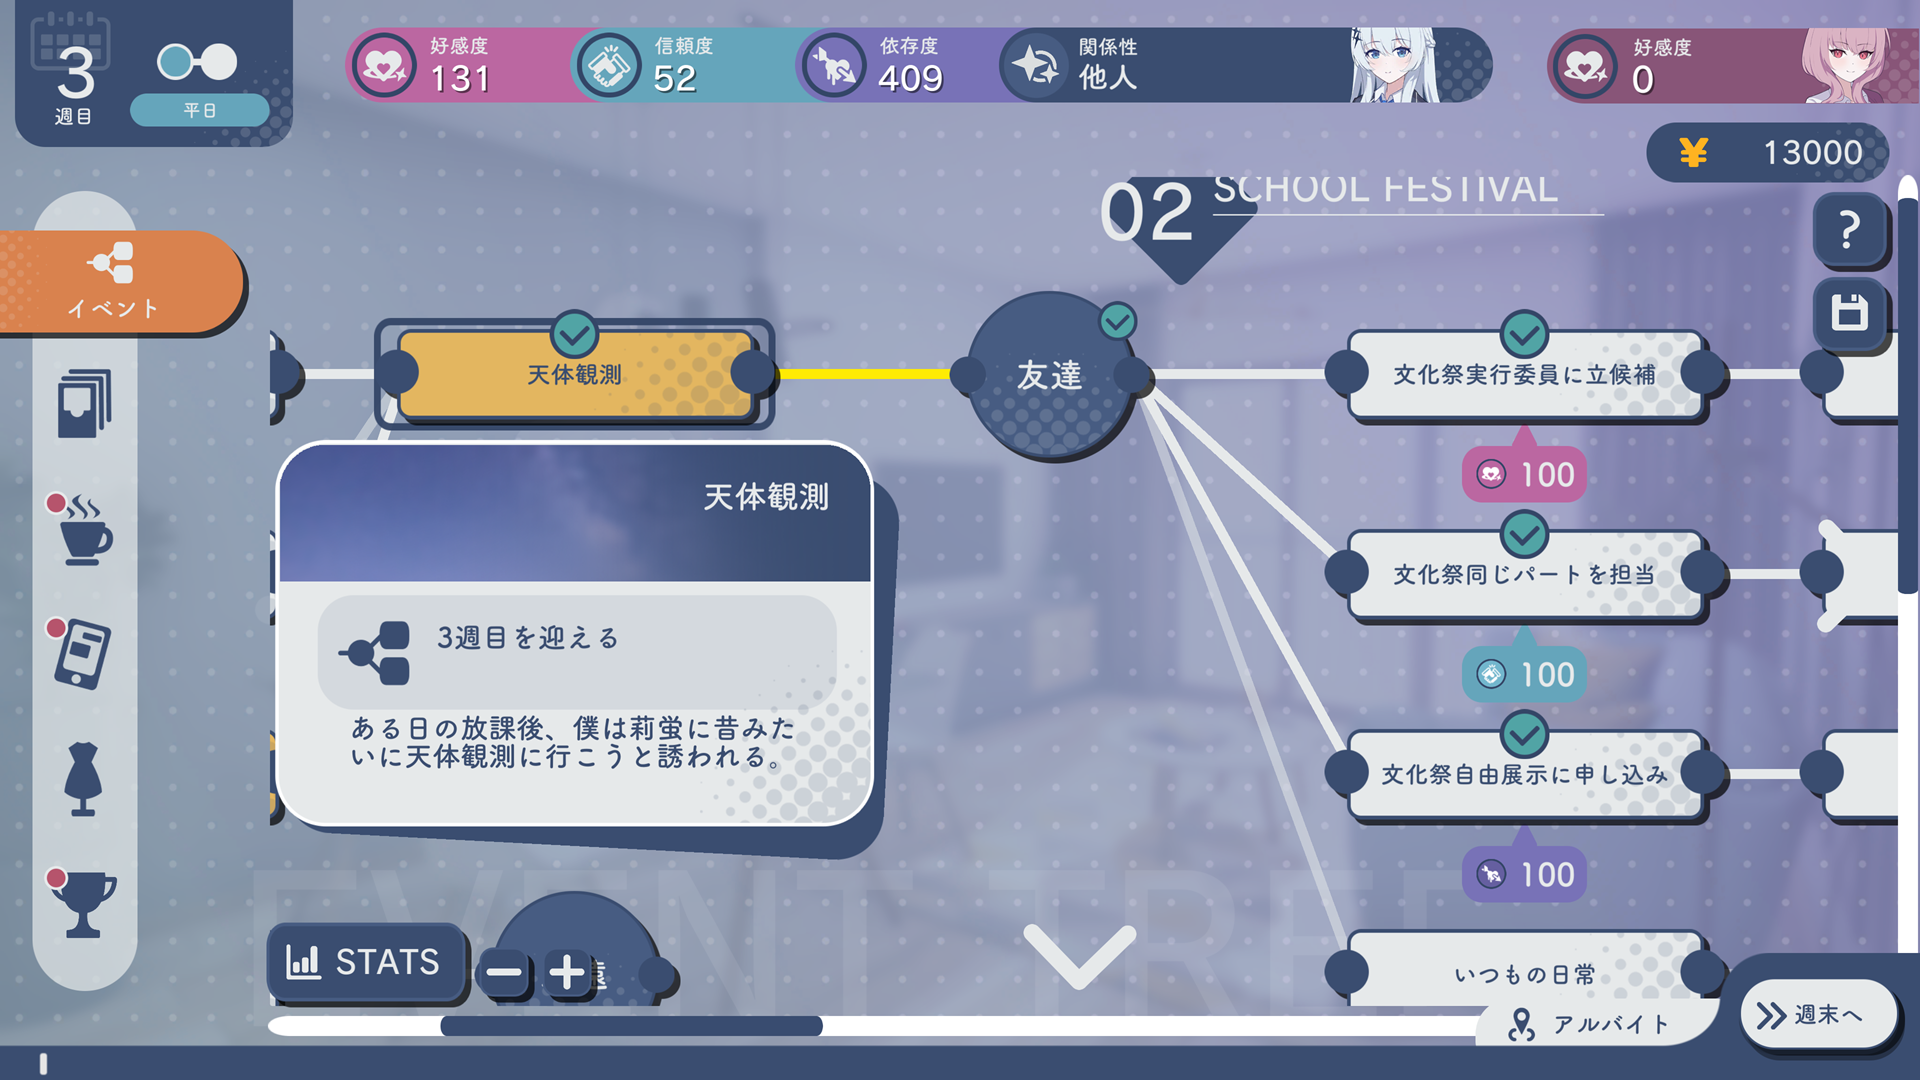 3
週目
平日
好感度
131
信頼度
52
依存度
409
関係性
他人
好感度
0
¥ 13000
02
SCHOOL FESTIVAL
?
イベント
天体観測
友達
文化祭実行委員に立候補
100
文化祭同じパートを担当
100
文化祭自由展示に申し込み
100
いつもの日常
天体観測
3週目を迎える
ある日の放課後、僕は莉蛍に昔みた
いに天体観測に行こうと誘われる。
EVENT TREE
STATS
アルバイト
週末へ